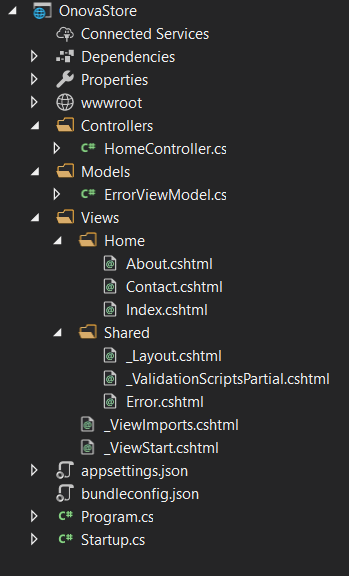 OnovaStore
Connected Services
Dependencies
Properties
wwwroot
Controllers
C# HomeController.cs
Models
C# ErrorViewModel.cs
Views
Home
About.cshtml
Contact.cshtml
Index.cshtml
Shared
_Layout.cshtml
_ValidationScriptsPartial.cshtml
Error.cshtml
_ViewImports.cshtml
_ViewStart.cshtml
appsettings.json
bundleconfig.json
C# Program.cs
C# Startup.cs